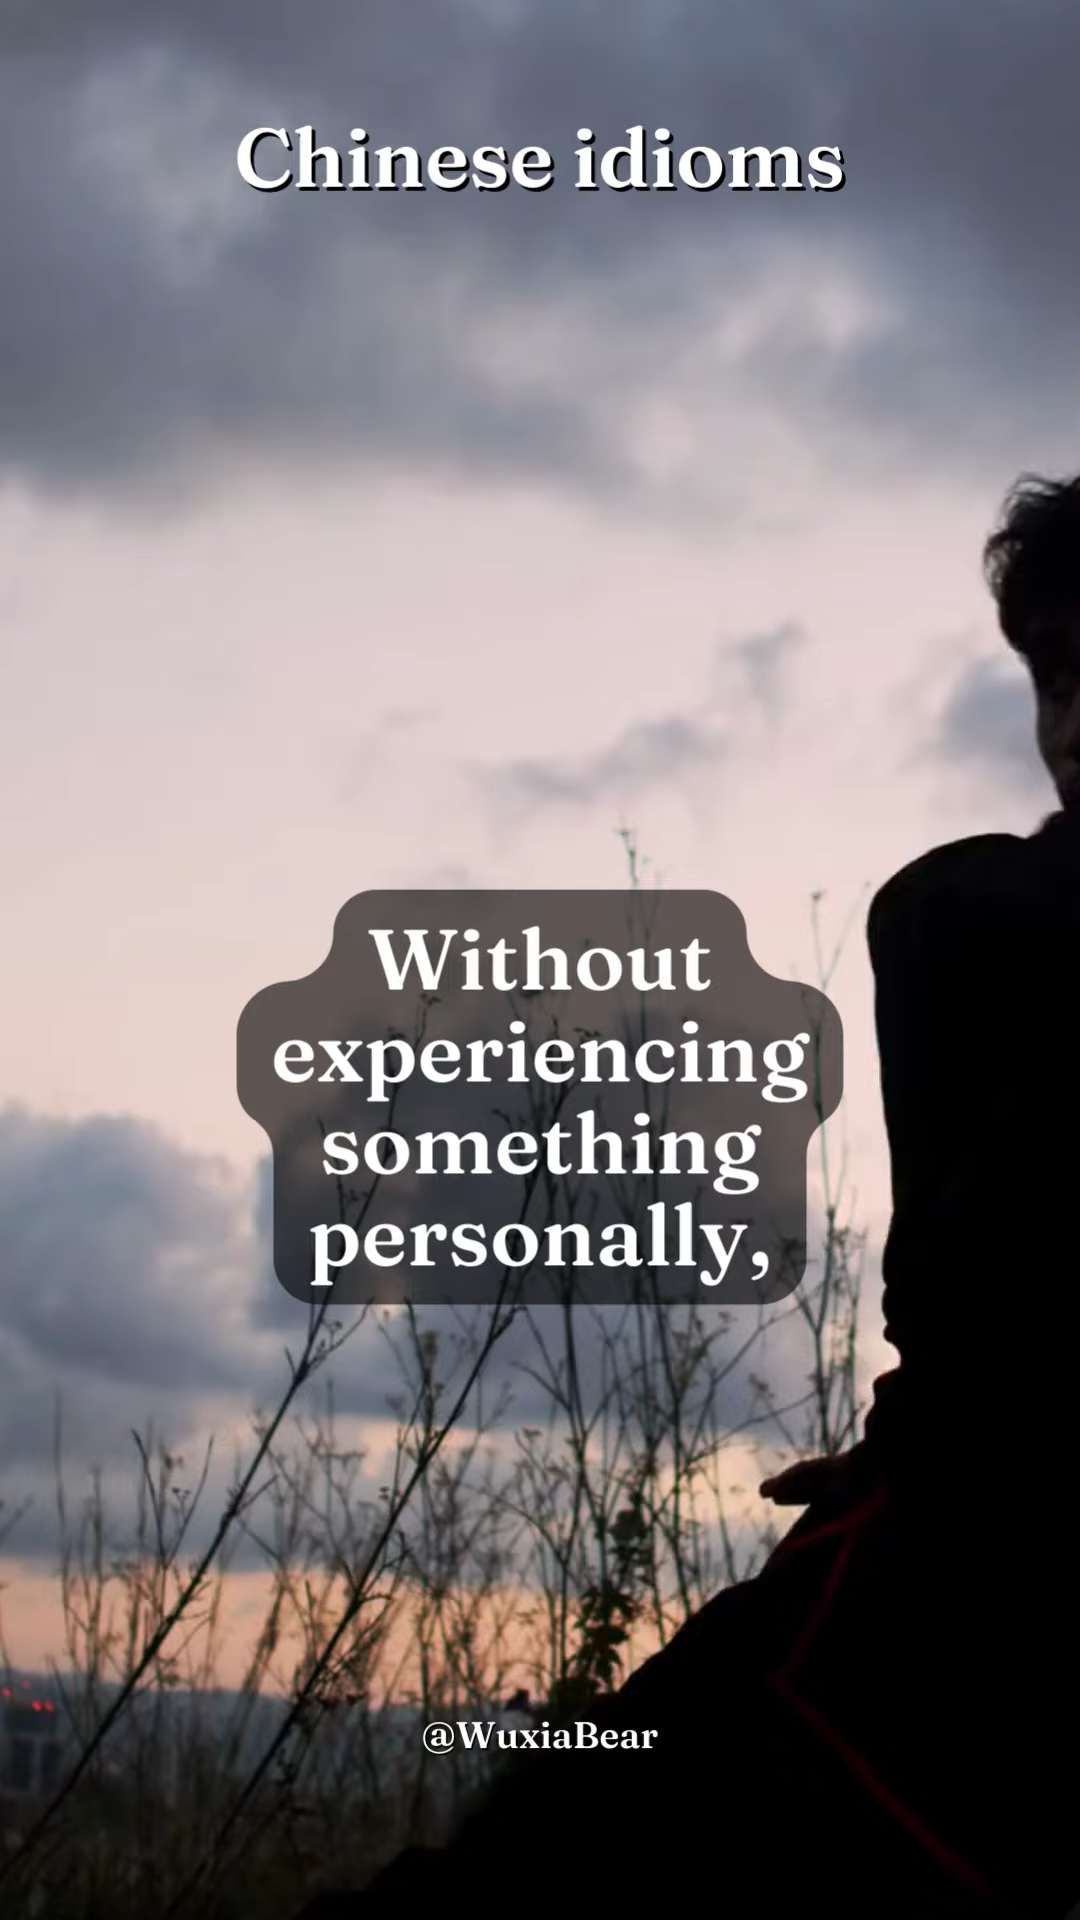 Chinese idioms
Without
experiencing
something
personally,
@WuxiaBear